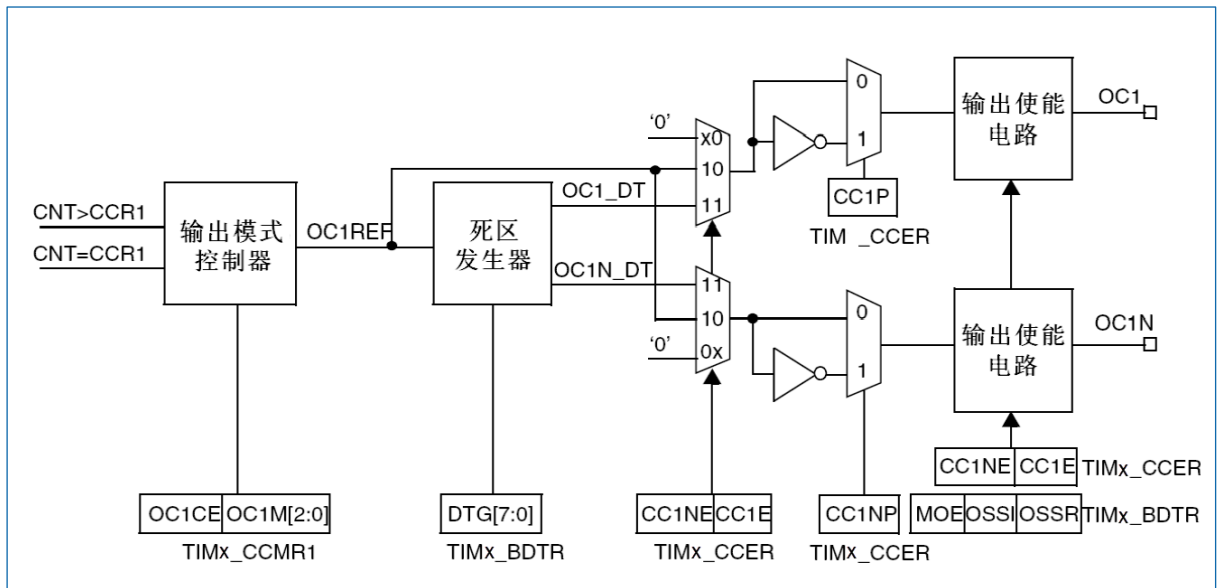 CNT>CCR1
CNT=CCR1
输出模式
控制器
OC1CE OC1M[2:0]
TIMx_CCMR1
OC1REF
死区
发生器
DTG[7:0]
TIMx_BDTR
OC1_DT
OC1N_DT
'0'
x0
10
11
11
10
'0'
0x
CC1NE CC1E
TIMx_CCER
0
1
CC1P
TIM _CCER
0
1
CC1NP
TIMx_CCER
输出使能
电路
OC1
输出使能
电路
OC1N
CC1NE CC1E TIMx_CCER
MOE OSSI OSSR TIMx_BDTR